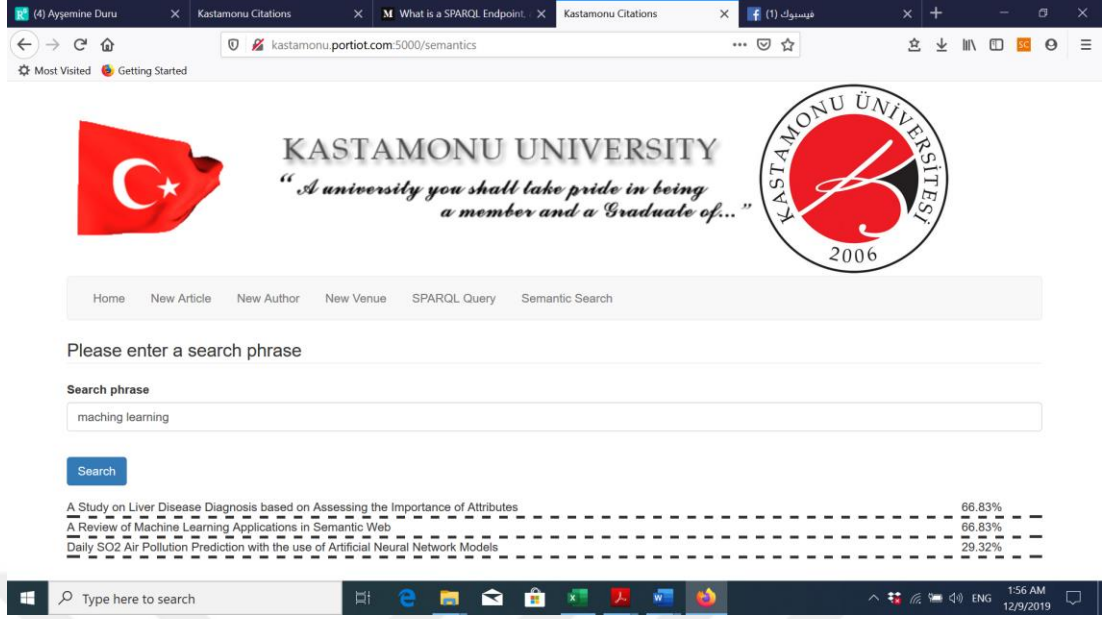 (4) Ayşemine Duru
Kastamonu Citations
What is a SPARQL Endpoint,
Kastamonu Citations
(1) فيسبوك
kastamonu.portiot.com:5000/semantics
Most Visited
Getting Started
KASTAMONU UNIVERSITY
“A university you shall take pride in being
a member and a Graduate of...”
KASTAMONU ÜNİVERSİTESİ
2006
Home New Article New Author New Venue SPARQL Query Semantic Search
Please enter a search phrase
Search phrase
maching learning
Search
A Study on Liver Disease Diagnosis based on Assessing the Importance of Attributes 66.83%
A Review of Machine Learning Applications in Semantic Web 66.83%
Daily SO2 Air Pollution Prediction with the use of Artificial Neural Network Models 29.32%
Type here to search
ENG
1:56 AM
12/9/2019